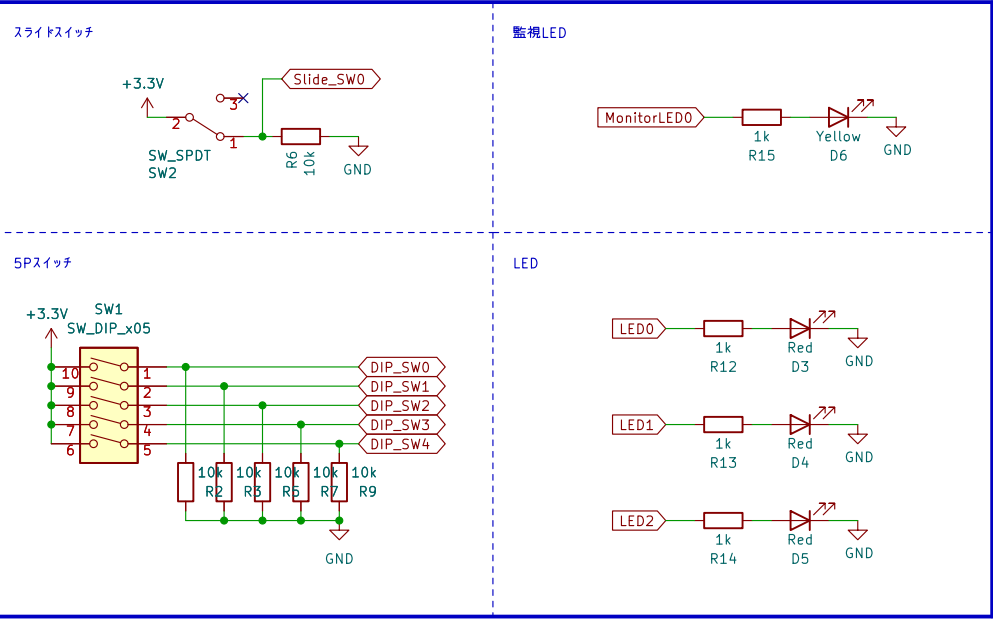 スライドスイッチ
+3.3V
Slide_SW0
3
2
1
SW_SPDT
SW2
R6
10k
GND
監視LED
MonitorLED0
1k
R15
Yellow
D6
GND
5Pスイッチ
+3.3V
SW1
SW_DIP_x05
10 1
9 2
8 3
7 4
6 5
DIP_SW0
DIP_SW1
DIP_SW2
DIP_SW3
DIP_SW4
10k 10k 10k 10k 10k
R2 R3 R5 R7 R9
GND
LED
LED0
1k
R12
Red
D3
GND
LED1
1k
R13
Red
D4
GND
LED2
1k
R14
Red
D5
GND